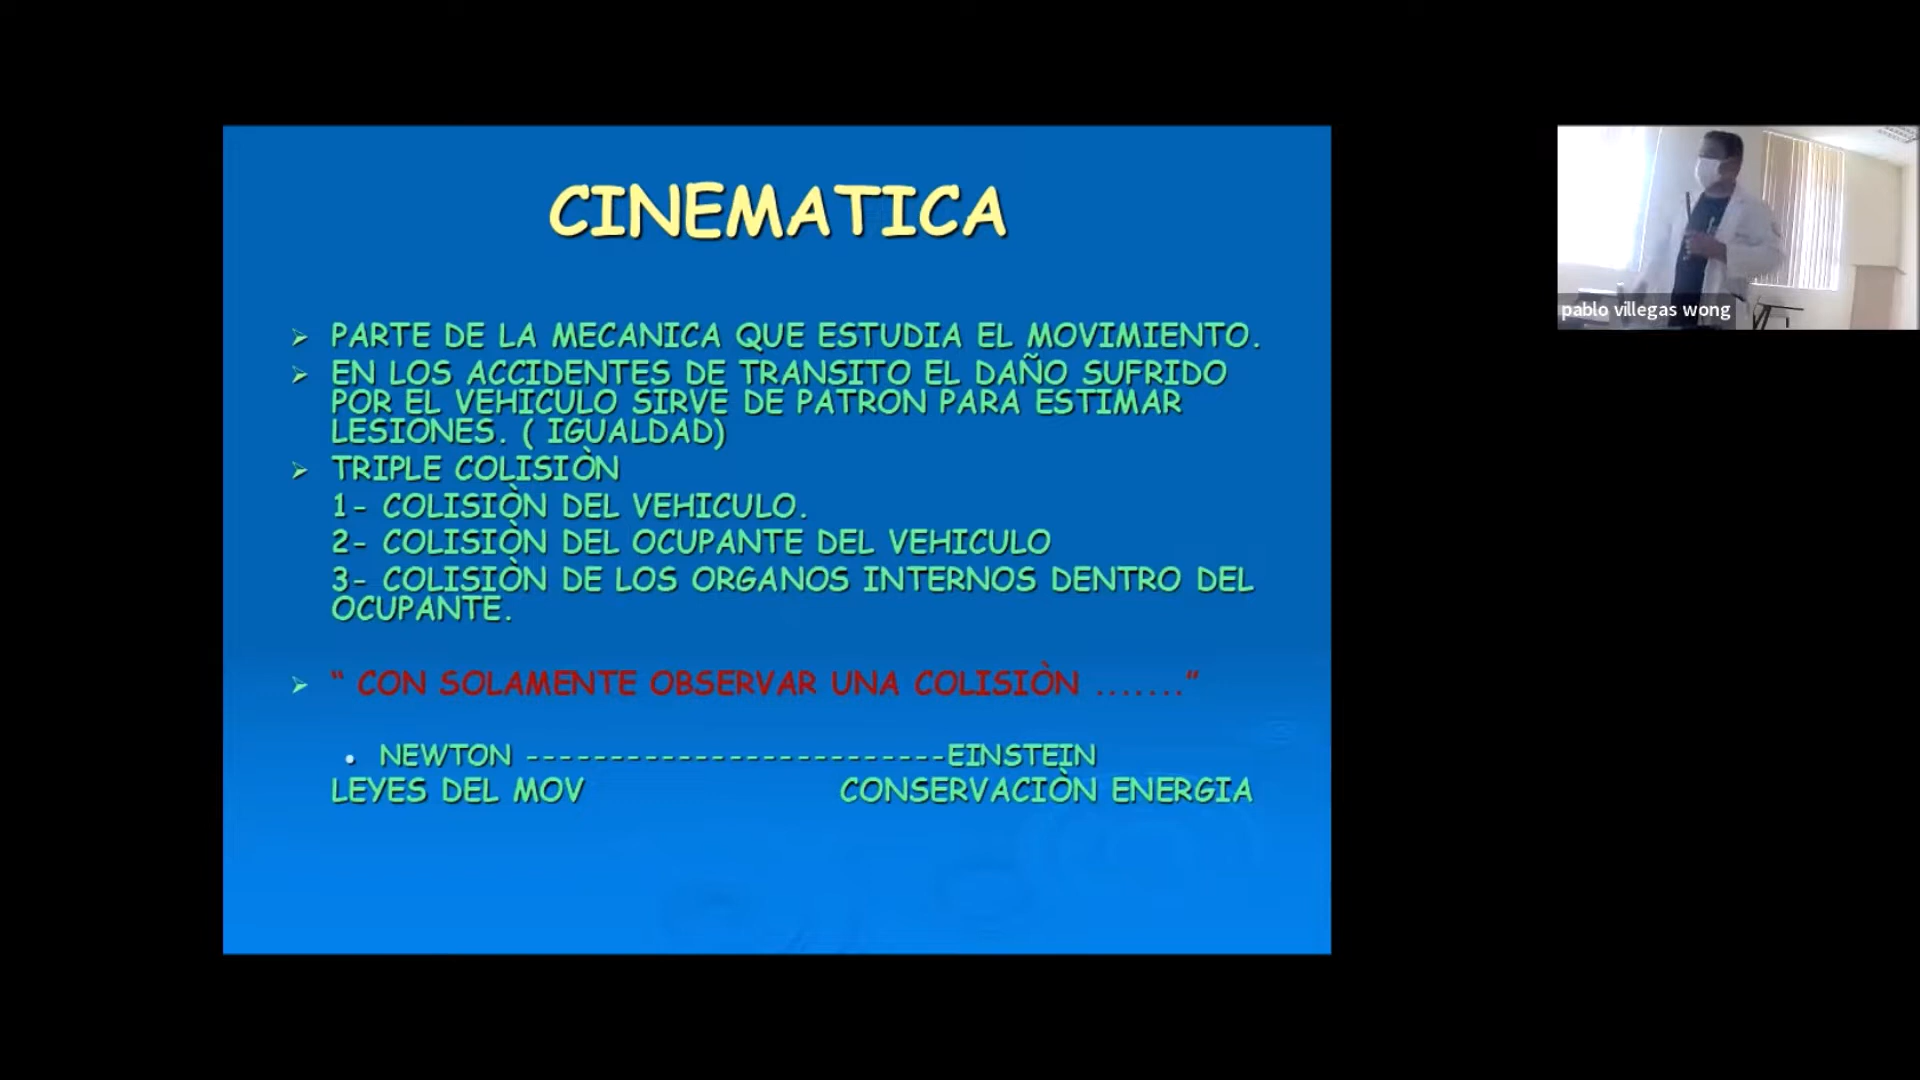 CINEMATICA
PARTE DE LA MECANICA QUE ESTUDIA EL MOVIMIENTO.
EN LOS ACCIDENTES DE TRANSITO EL DAÑO SUFRIDO
POR EL VEHICULO SIRVE DE PATRON PARA ESTIMAR
LESIONES. ( IGUALDAD)
TRIPLE COLISIÒN
1- COLISIÒN DEL VEHICULO.
2- COLISIÒN DEL OCUPANTE DEL VEHICULO
3- COLISIÒN DE LOS ORGANOS INTERNOS DENTRO DEL
OCUPANTE.
“ CON SOLAMENTE OBSERVAR UNA COLISIÒN .......”
NEWTON -------------------------EINSTEIN
LEYES DEL MOV CONSERVACIÒN ENERGIA
pablo villegas wong